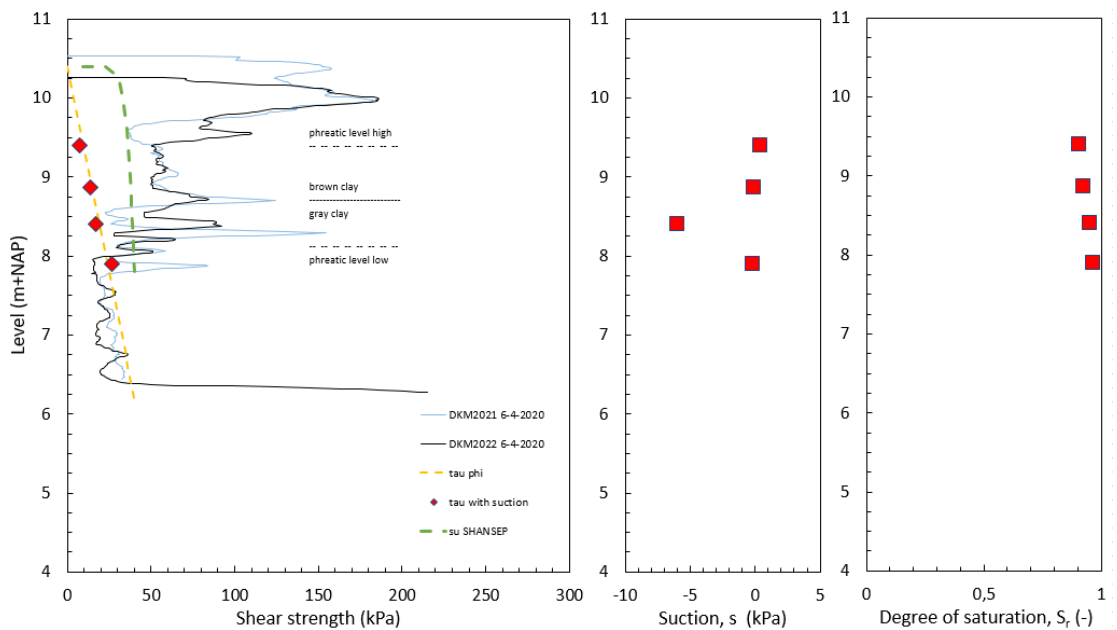 11
10
9
8
7
6
5
4
Level (m+NAP)
0
50
100
150
200
250
300
Shear strength (kPa)
phreatic level high
brown clay
gray clay
phreatic level low
DKM2021 6-4-2020
DKM2022 6-4-2020
tau phi
tau with suction
su SHANSEP
11
10
9
8
7
6
5
4
-10
-5
0
5
Suction, s (kPa)
11
10
9
8
7
6
5
4
0
0,5
1
Degree of saturation, Sr (-)